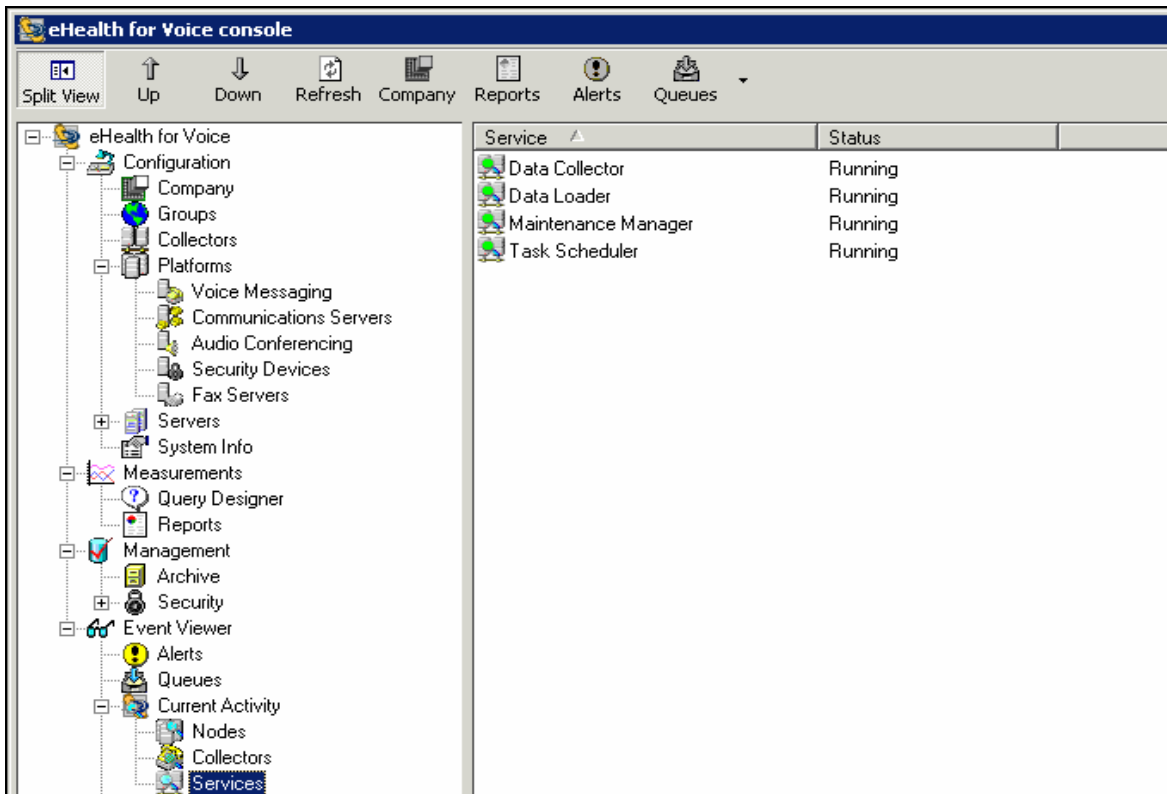 eHealth for Voice console
Split View Up Down Refresh Company Reports Alerts Queues
eHealth for Voice
Configuration
Company
Groups
Collectors
Platforms
Voice Messaging
Communications Servers
Audio Conferencing
Security Devices
Fax Servers
Servers
System Info
Measurements
Query Designer
Reports
Management
Archive
Security
Event Viewer
Alerts
Queues
Current Activity
Nodes
Collectors
Services
Service Status
Data Collector Running
Data Loader Running
Maintenance Manager Running
Task Scheduler Running